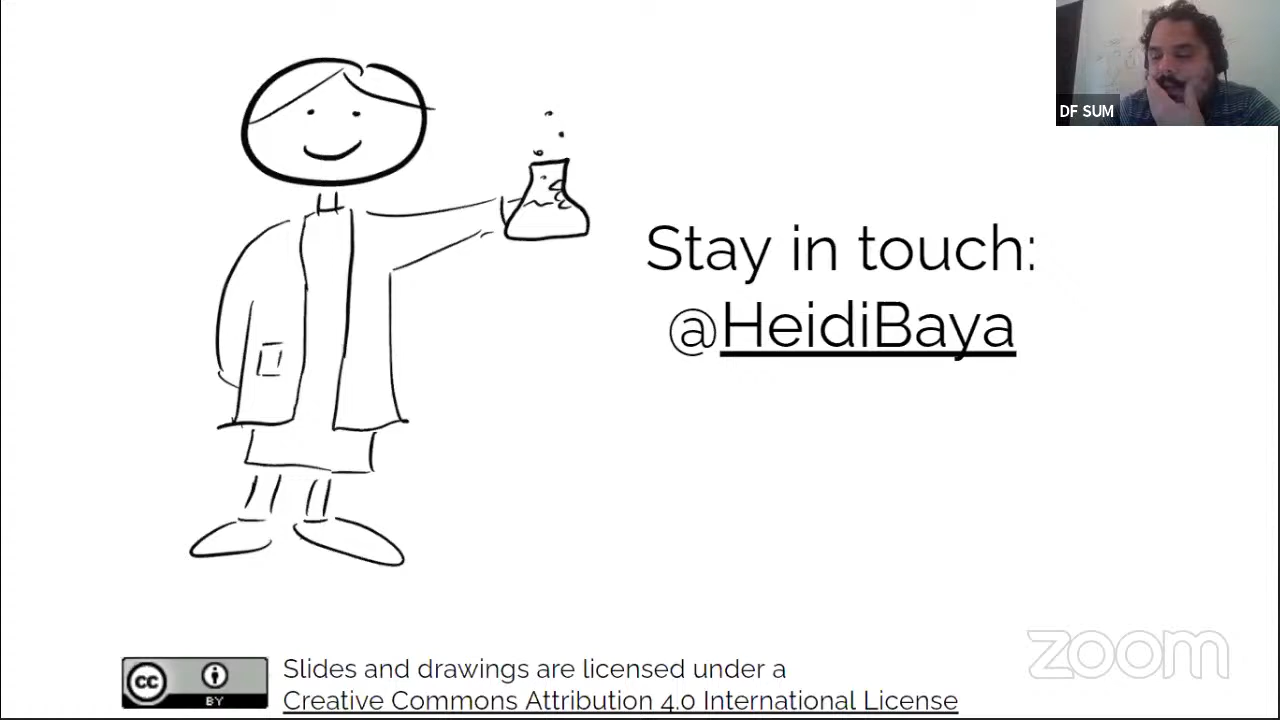 DF SUM
Stay in touch:
@HeidiBaya
zoom
cc
BY
Slides and drawings are licensed under a
Creative Commons Attribution 4.0 International License